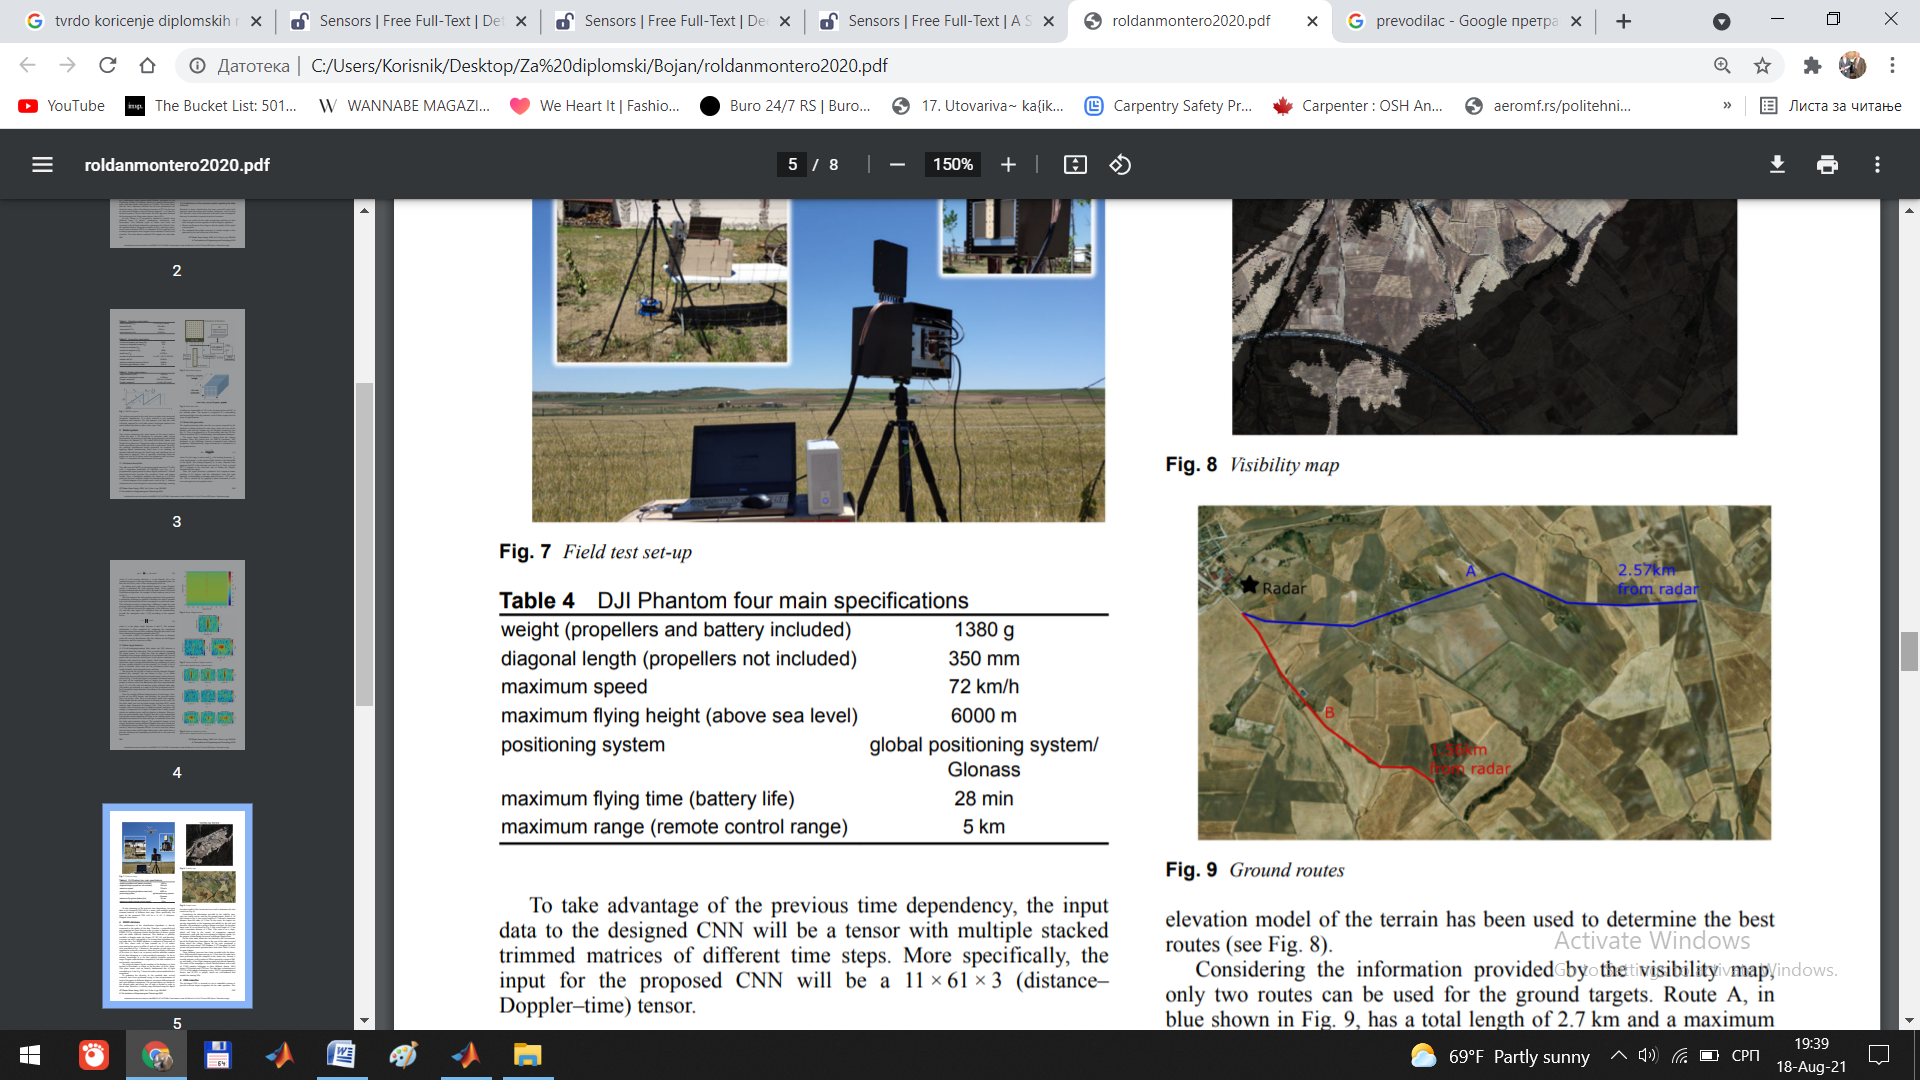 tvrdo koricenje diplomskih r
Sensors | Free Full-Text | De
Sensors | Free Full-Text | De
Sensors | Free Full-Text | A S
roldanmontero2020.pdf
prevodilac - Google претра
Датотека
C:/Users/Korisnik/Desktop/Za%20diplomski/Bojan/roldanmontero2020.pdf
YouTube
The Bucket List: 501...
WANNABE MAGAZI...
We Heart It | Fashio...
Buro 24/7 RS | Buro...
17. Utovariva~ ka{ik...
Carpentry Safety Pr...
Carpenter : OSH An...
aeromf.rs/politehni...
»
Листа за читање
roldanmontero2020.pdf
5 / 8
150%
2
3
4
5
Fig. 7 Field test set-up
Table 4 DJI Phantom four main specifications
weight (propellers and battery included) 1380 g
diagonal length (propellers not included) 350 mm
maximum speed 72 km/h
maximum flying height (above sea level) 6000 m
positioning system global positioning system/
Glonass
maximum flying time (battery life) 28 min
maximum range (remote control range) 5 km
To take advantage of the previous time dependency, the input
data to the designed CNN will be a tensor with multiple stacked
trimmed matrices of different time steps. More specifically, the
input for the proposed CNN will be a 11 × 61 × 3 (distance–
Doppler–time) tensor.
Fig. 8 Visibility map
Radar
A
2.57km
from radar
B
from radar
Fig. 9 Ground routes
elevation model of the terrain has been used to determine the best
routes (see Fig. 8).
Considering the information provided by the visibility map,
only two routes can be used for the ground targets. Route A, in
blue shown in Fig. 9, has a total length of 2.7 km and a maximum
Activate Windows
Go to Settings to activate Windows.
69°F Partly sunny
СРП
19:39
18-Aug-21